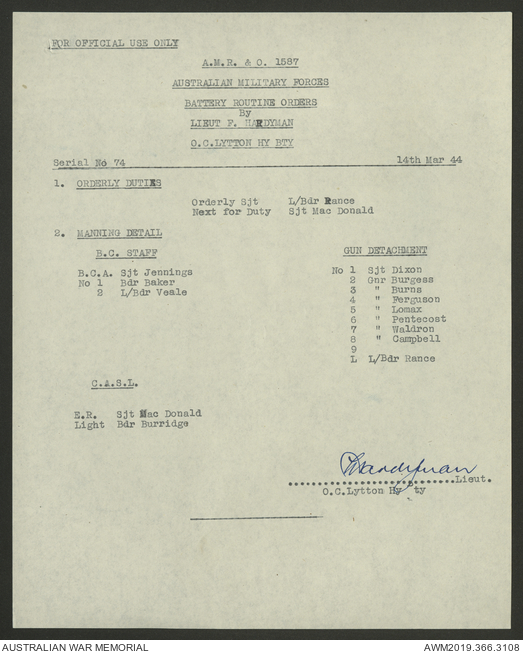 FOR OFFICIAL USE ONLY
A.M.R. & O. 1587
AUSTRALIAN MILITARY FORCES
BATTERY ROUTINE ORDERS
By
LIEUT F. HARDYMAN
O.C.LYTTON HY BTY
Serial No 74 14th Mar 44
1. ORDERLY DUTIES
Orderly Sjt L/Bdr Rance
Next for Duty Sjt Mac Donald
2. MANNING DETAIL
B.C. STAFF
B.C.A. Sjt Jennings
No 1 Bdr Baker
2 L/Bdr Veale
GUN DETACHMENT
No 1 Sjt Dixon
2 Gnr Burgess
3 " Burns
4 " Ferguson
5 " Lomax
6 " Pentecost
7 " Waldron
8 " Campbell
9
L L/Bdr Rance
C.A.S.L.
E.R. Sjt Mac Donald
Light Bdr Burridge
FHardyman
........................Lieut.
O.C.Lytton Hy ty
AUSTRALIAN WAR MEMORIAL AWM2019.366.3108